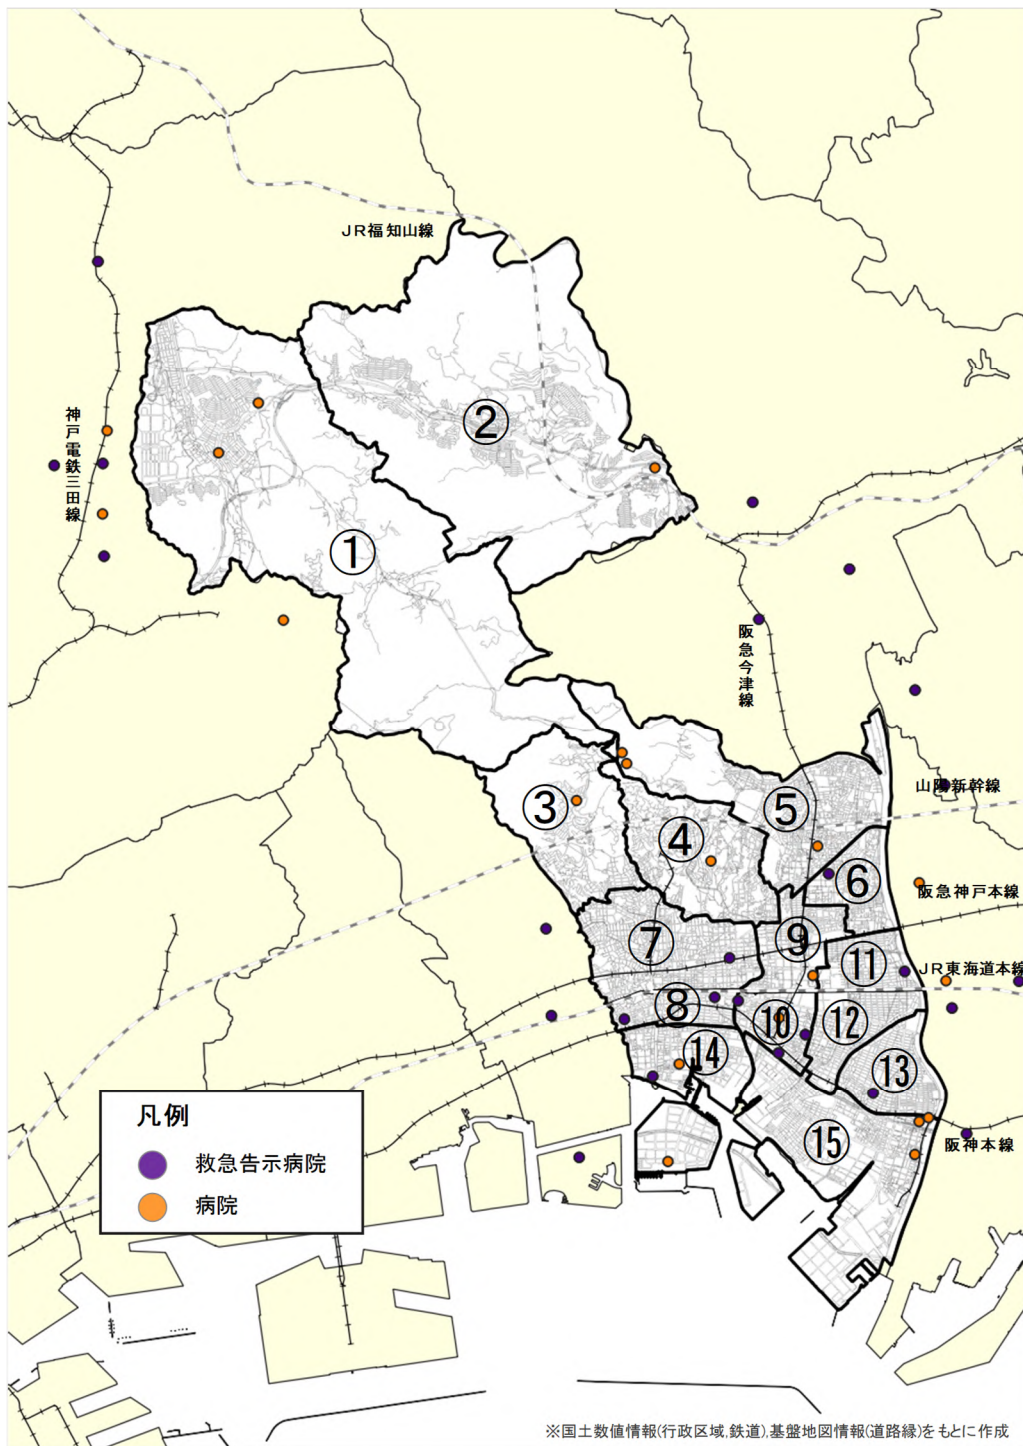 JR福知山線
②
神戸電鉄三田線
①
阪急今津線
山陽新幹線
③
⑤
④
⑥
阪急神戸本線
⑦
⑨
⑪
JR東海道本線
⑧
⑩
⑫
⑭
⑬
⑮
阪神本線
凡例
救急告示病院
病院
※国土数値情報(行政区域,鉄道),基盤地図情報(道路縁)をもとに作成